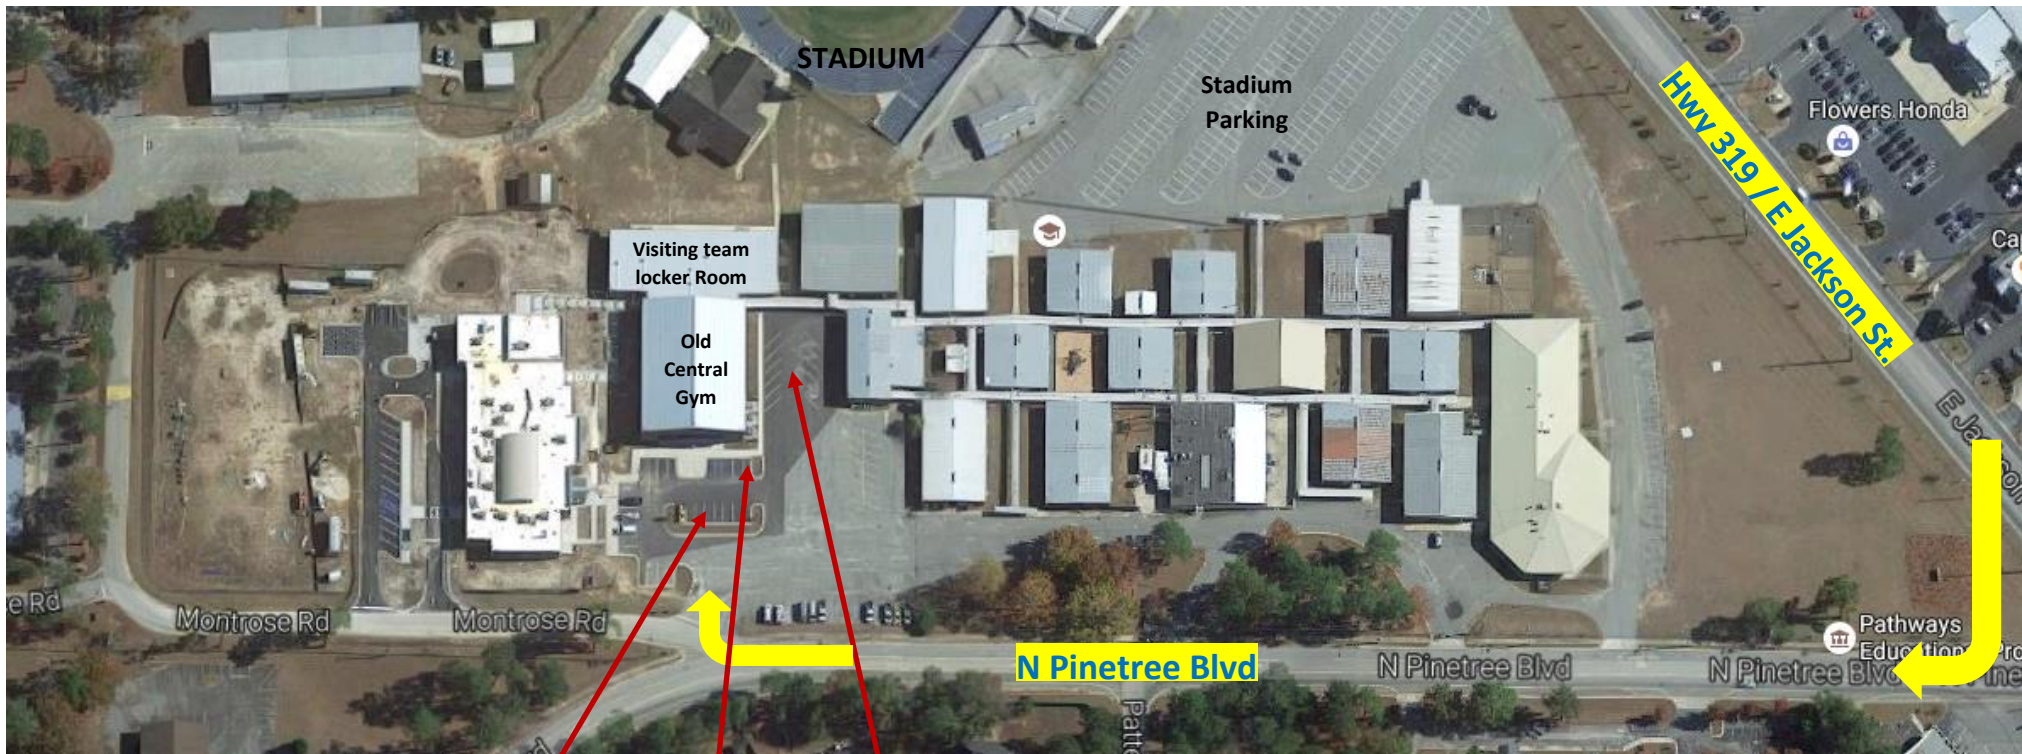 STADIUM
Stadium
Parking
Hwy 319 / E Jackson St.
Flowers Honda
Visiting team
locker Room
Old
Central
Gym
Montrose Rd
Montrose Rd
N Pinetree Blvd
N Pinetree Blvd
N Pinetree
Pathways